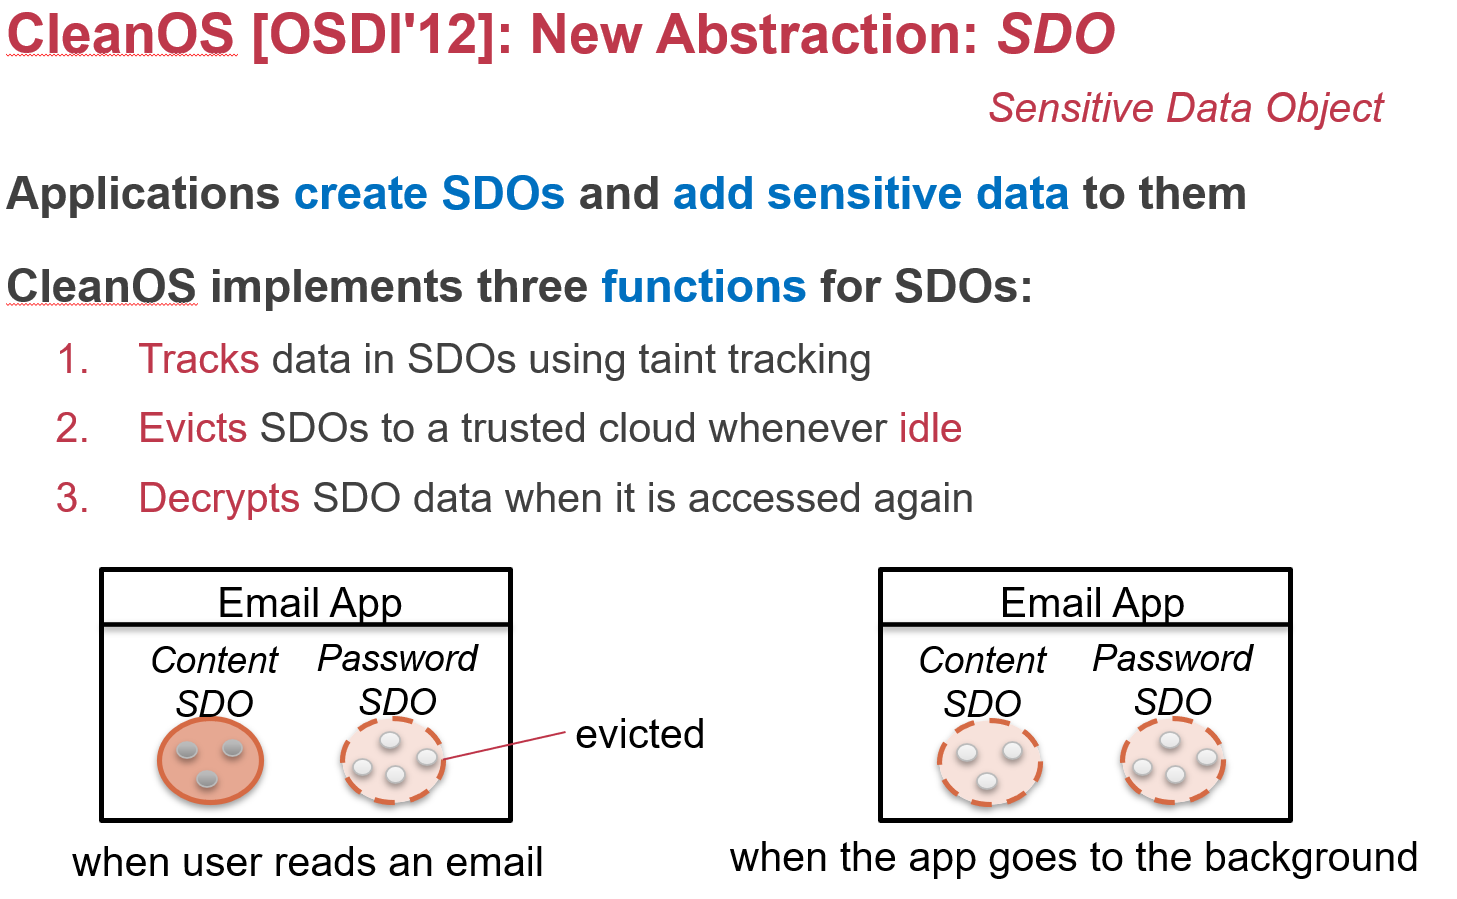 CleanOS [OSDI'12]: New Abstraction: SDO
Sensitive Data Object
Applications create SDOs and add sensitive data to them
CleanOS implements three functions for SDOs:
1. Tracks data in SDOs using taint tracking
2. Evicts SDOs to a trusted cloud whenever idle
3. Decrypts SDO data when it is accessed again
Email App
Content SDO
Password SDO
evicted
when user reads an email
Email App
Content SDO
Password SDO
when the app goes to the background